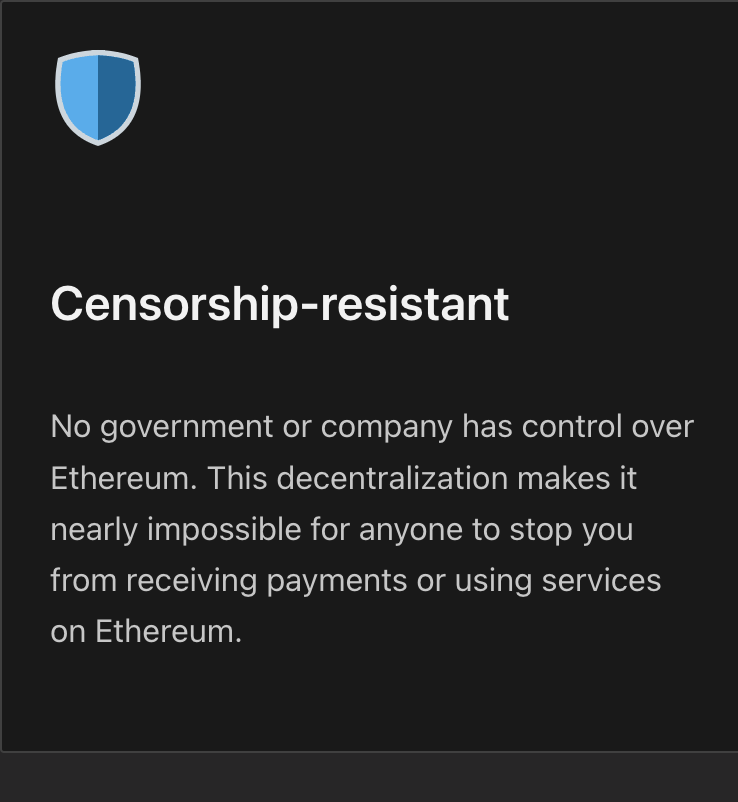 Censorship-resistant
No government or company has control over
Ethereum. This decentralization makes it
nearly impossible for anyone to stop you
from receiving payments or using services
on Ethereum.